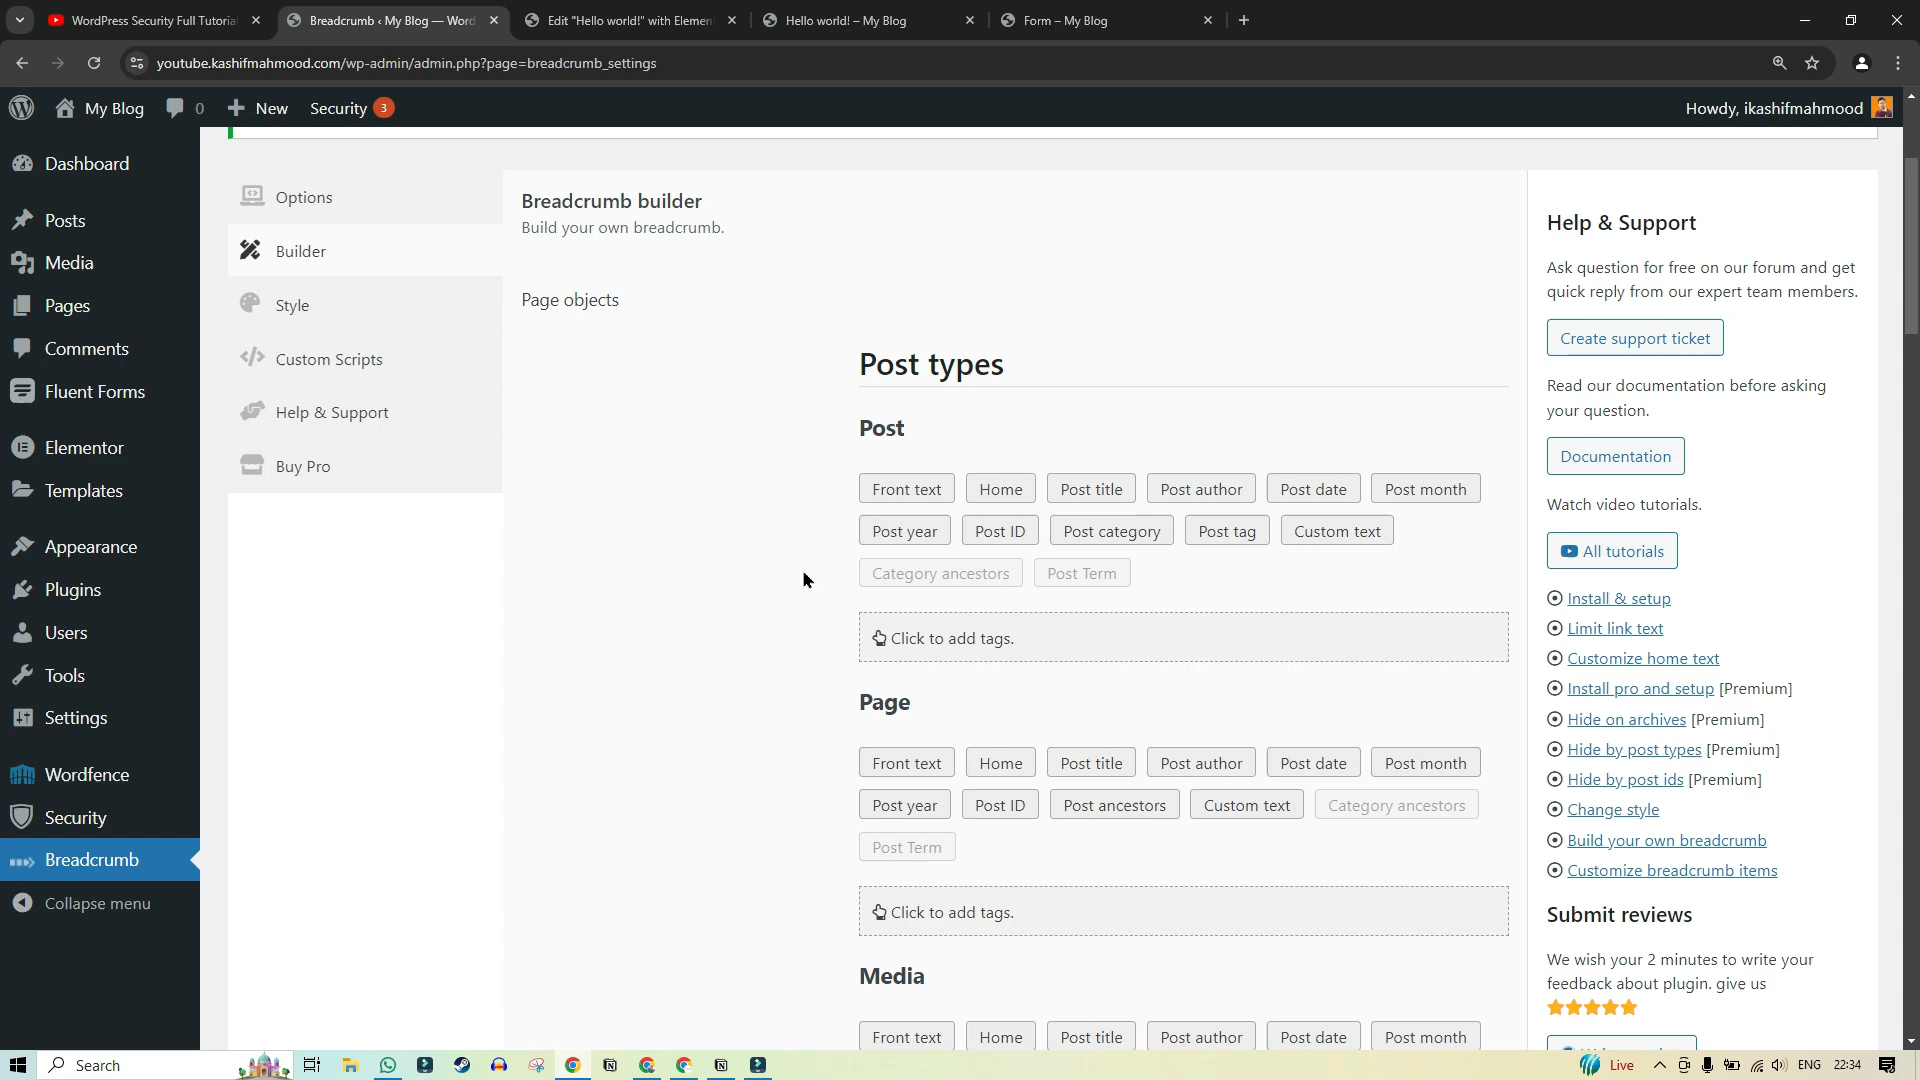 WordPress Security Full Tutorial
Breadcrumb ‹ My Blog — Word
Edit "Hello world!" with Elemen
Hello world! – My Blog
Form – My Blog
youtube.kashifmahmood.com/wp-admin/admin.php?page=breadcrumb_settings
My Blog
0
New
Security
3
Howdy, ikashifmahmood
Dashboard
Posts
Media
Pages
Comments
Fluent Forms
Elementor
Templates
Appearance
Plugins
Users
Tools
Settings
Wordfence
Security
Breadcrumb
Collapse menu
Options
Builder
Style
Custom Scripts
Help & Support
Buy Pro
Breadcrumb builder
Build your own breadcrumb.
Page objects
Post types
Post
Front text Home Post title Post author Post date Post month
Post year Post ID Post category Post tag Custom text
Category ancestors Post Term
Click to add tags.
Page
Front text Home Post title Post author Post date Post month
Post year Post ID Post ancestors Custom text Category ancestors
Post Term
Click to add tags.
Media
Front text Home Post title Post author Post date Post month
Help & Support
Ask question for free on our forum and get
quick reply from our expert team members.
Create support ticket
Read our documentation before asking
your question.
Documentation
Watch video tutorials.
All tutorials
Install & setup
Limit link text
Customize home text
Install pro and setup [Premium]
Hide on archives [Premium]
Hide by post types [Premium]
Hide by post ids [Premium]
Change style
Build your own breadcrumb
Customize breadcrumb items
Submit reviews
We wish your 2 minutes to write your
feedback about plugin. give us
Search
Live
ENG
22:34